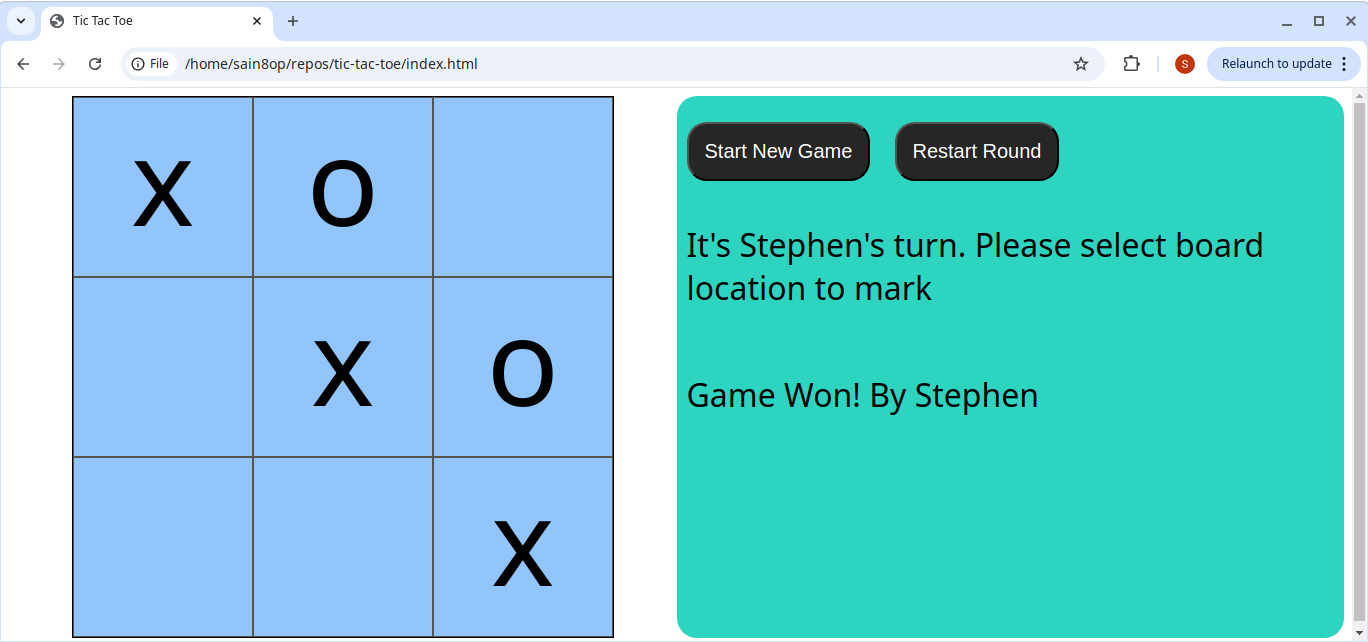 Tic Tac Toe
File
/home/sain8op/repos/tic-tac-toe/index.html
S
Relaunch to update
x o
x o
x
Start New Game
Restart Round
It's Stephen's turn. Please select board
location to mark
Game Won! By Stephen